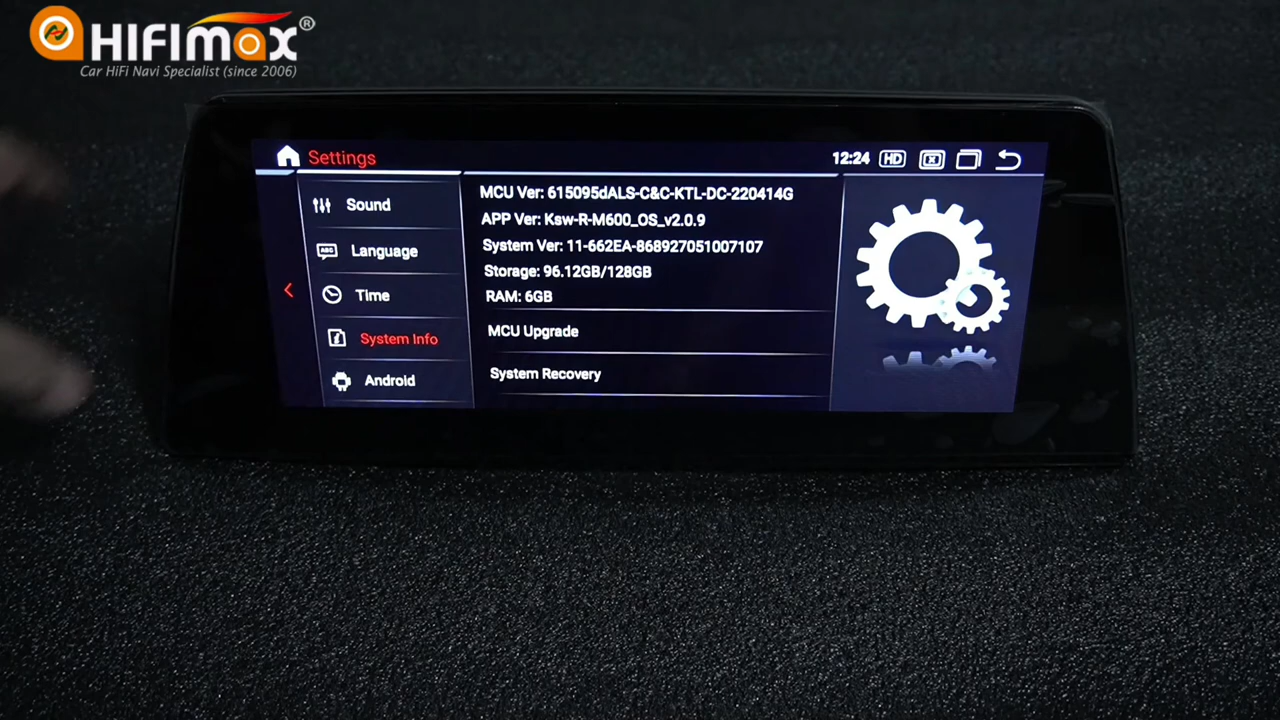 HIFIMAX®
Car HiFi Navi Specialist (since 2006)
Settings
12:24 HD
Sound
Language
Time
System Info
Android
MCU Ver: 615095dALS-C&C-KTL-DC-220414G
APP Ver: Ksw-R-M600_OS_v2.0.9
System Ver: 11-662EA-868927051007107
Storage: 96.12GB/128GB
RAM: 6GB
MCU Upgrade
System Recovery